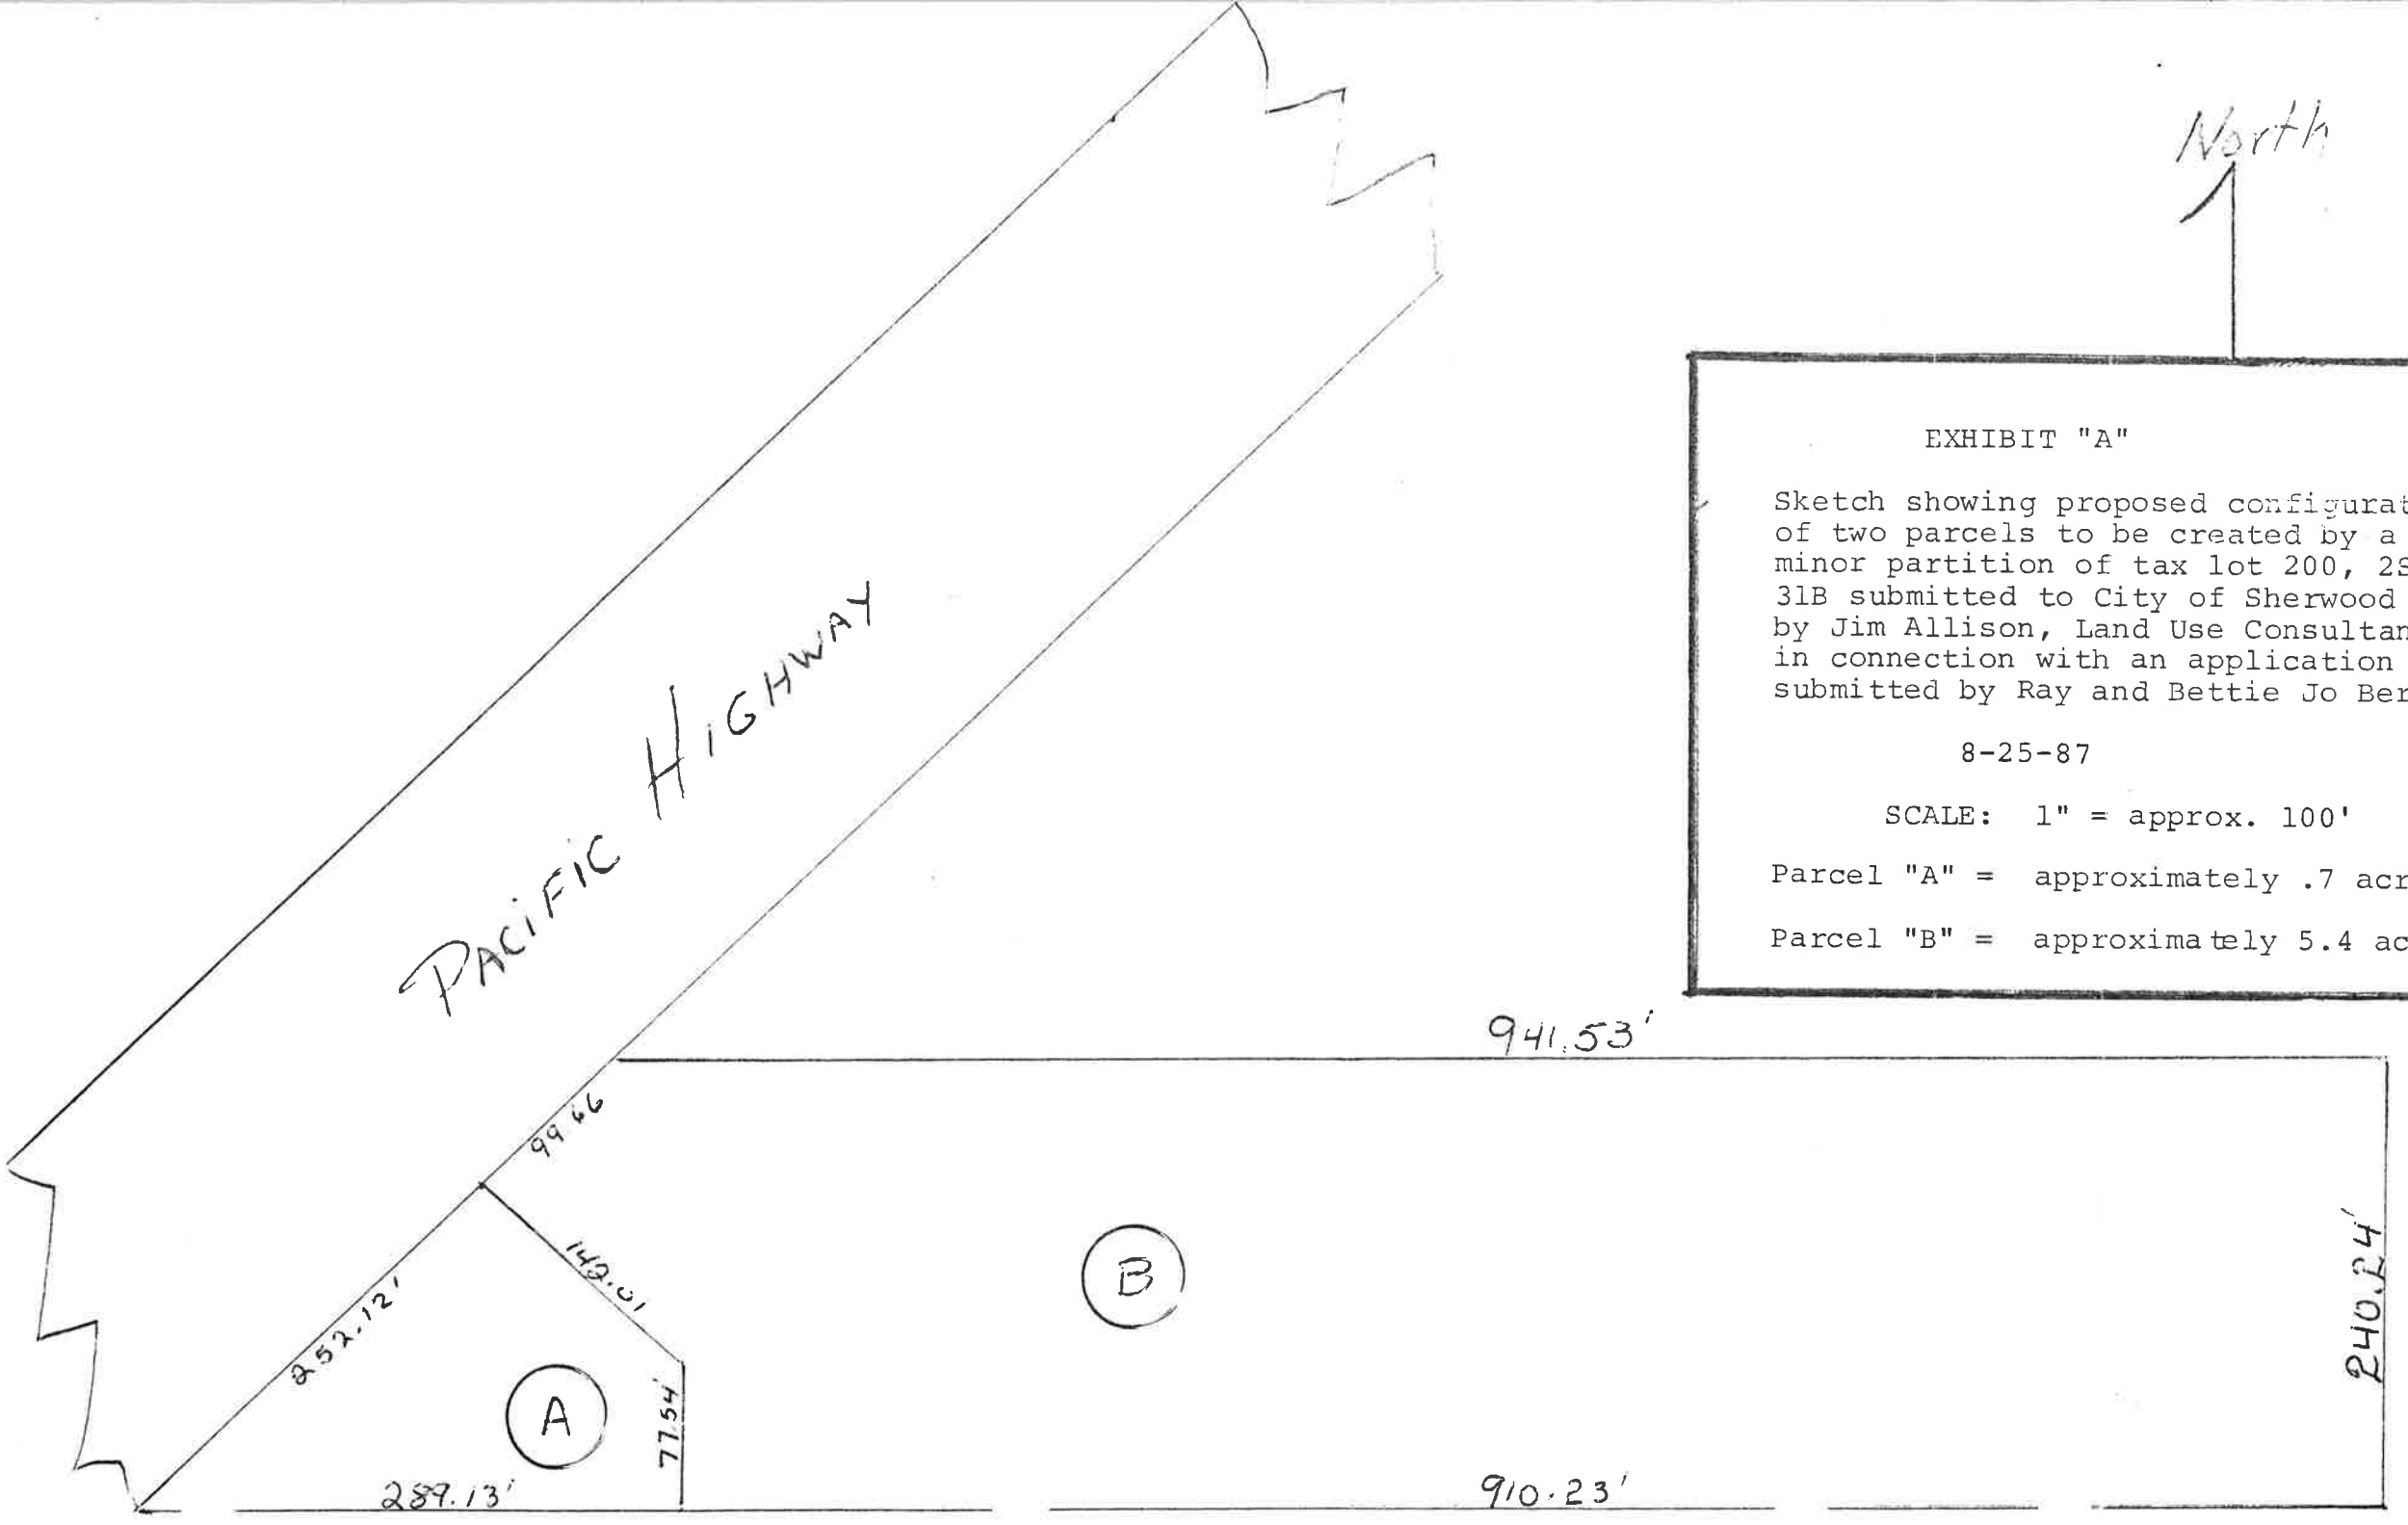 North
EXHIBIT "A"
Sketch showing proposed configurat
of two parcels to be created by a
minor partition of tax lot 200, 2S
31B submitted to City of Sherwood
by Jim Allison, Land Use Consultan
in connection with an application
submitted by Ray and Bettie Jo Ber
8-25-87
SCALE: 1" = approx. 100'
Parcel "A" = approximately .7 acr
Parcel "B" = approximately 5.4 ac
PACIFIC HIGHWAY
941.53'
99.66
142.01
252.12'
B
240.24'
A
77.54'
289.13'
910.23'